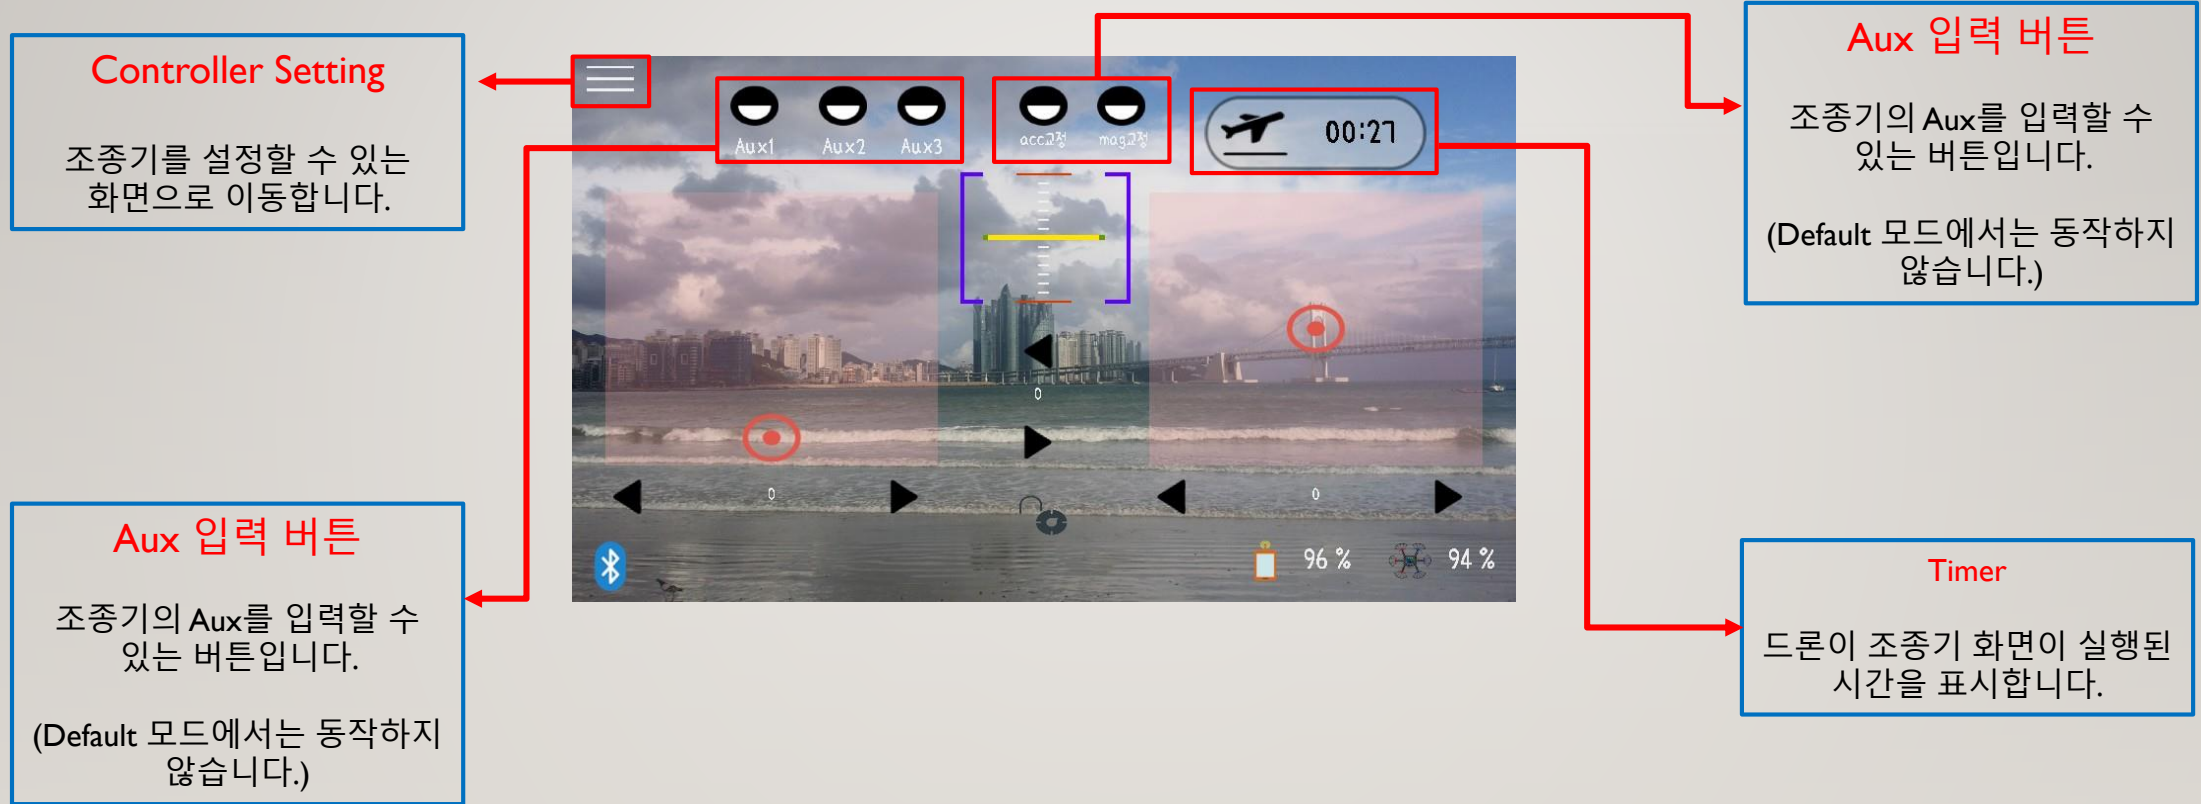 Controller Setting
조종기를 설정할 수 있는
화면으로 이동합니다.
Aux 입력 버튼
조종기의 Aux를 입력할 수
있는 버튼입니다.
(Default 모드에서는 동작하지
않습니다.)
Aux1 Aux2 Aux3 acc교정 mag교정
00:27
0
0
0
96 %
94 %
Aux 입력 버튼
조종기의 Aux를 입력할 수
있는 버튼입니다.
(Default 모드에서는 동작하지
않습니다.)
Timer
드론이 조종기 화면이 실행된
시간을 표시합니다.